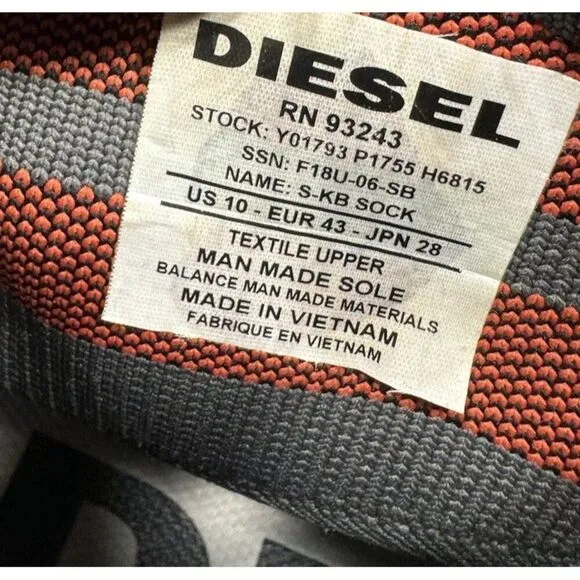 DIESEL
RN 93243
STOCK: Y01793 P1755 H6815
SSN: F18U-06-SB
NAME: S-KB SOCK
US 10 - EUR 43 - JPN 28
TEXTILE UPPER
MAN MADE SOLE
BALANCE MAN MADE MATERIALS
MADE IN VIETNAM
FABRIQUE EN VIETNAM